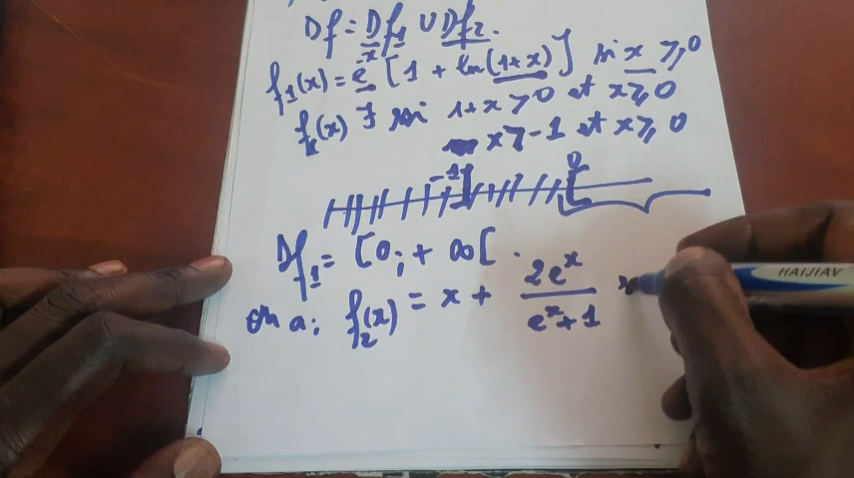 Df = Df1 ∪ Df2.
f1(x) = e^x [1 + ln(1+x)] si x ⩾ 0
f1(x) ∃ ssi 1+x > 0 et x ⩾ 0
x > -1 et x ⩾ 0
-1 0
Df1 = [0; +∞[.
On a: f2(x) = x + 2e^x / (e^x + 1)
HAIJIAV